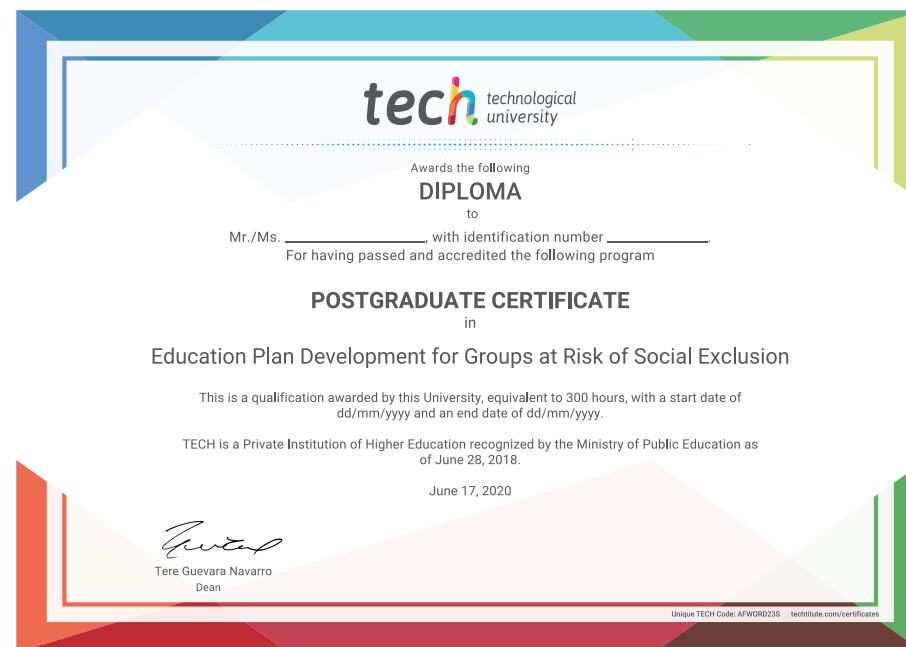 tech technological
university
Awards the following
DIPLOMA
to
Mr./Ms. ____________________, with identification number ______________.
For having passed and accredited the following program
POSTGRADUATE CERTIFICATE
in
Education Plan Development for Groups at Risk of Social Exclusion
This is a qualification awarded by this University, equivalent to 300 hours, with a start date of
dd/mm/yyyy and an end date of dd/mm/yyyy.
TECH is a Private Institution of Higher Education recognized by the Ministry of Public Education as
of June 28, 2018.
June 17, 2020
Tere Guevara Navarro
Dean
Unique TECH Code: AFWORD23S techtitute.com/certificates